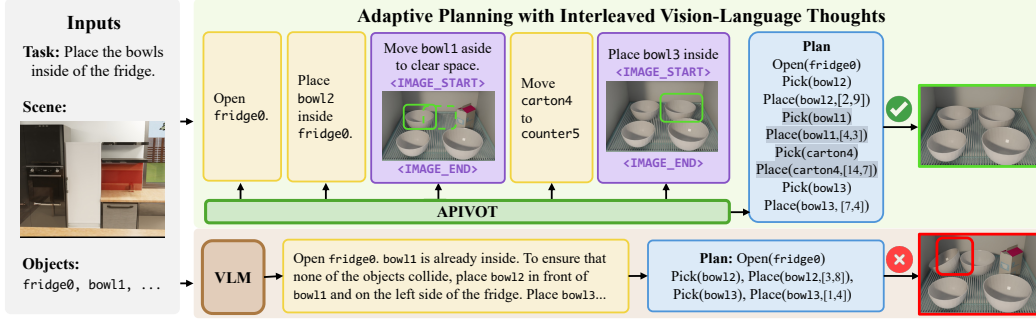 Inputs
Task: Place the bowls
inside of the fridge.
Scene:
Objects:
fridge0, bowl1, ...
Adaptive Planning with Interleaved Vision-Language Thoughts
Open
fridge0.
Place
bowl2
inside
fridge0.
Move bowl1 aside
to clear space.
<IMAGE_START>
<IMAGE_END>
Move
carton4
to
counter5
Place bowl3 inside
<IMAGE_START>
<IMAGE_END>
APIVOT
Plan
Open(fridge0)
Pick(bowl2)
Place(bowl2,[2,9])
Pick(bowl1)
Place(bowl1,[4,3])
Pick(carton4)
Place(carton4,[14,7])
Pick(bowl3)
Place(bowl3, [7,4])
VLM
Open fridge0. bowl1 is already inside. To ensure that
none of the objects collide, place bowl2 in front of
bowl1 and on the left side of the fridge. Place bowl3...
Plan: Open(fridge0)
Pick(bowl2), Place(bowl2,[3,8]),
Pick(bowl3), Place(bowl3,[1,4])